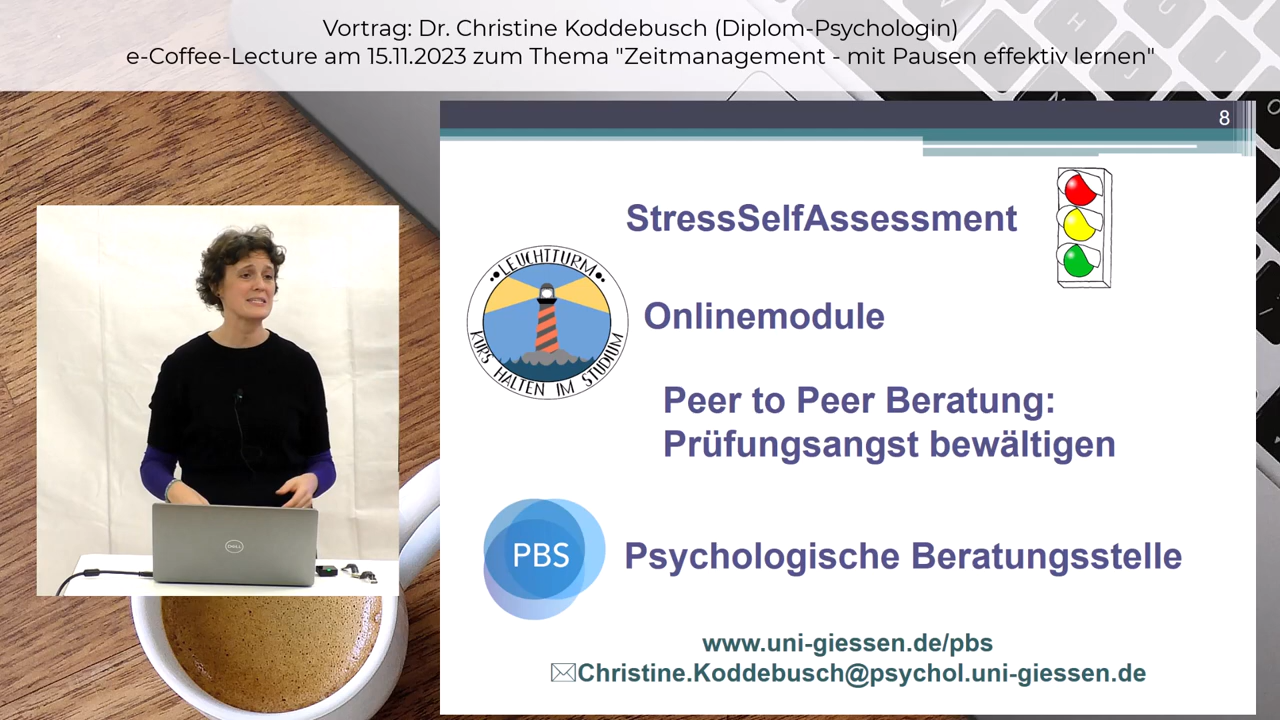 Vortrag: Dr. Christine Koddebusch (Diplom-Psychologin)
e-Coffee-Lecture am 15.11.2023 zum Thema "Zeitmanagement - mit Pausen effektiv lernen"
8
StressSelfAssessment
LEUCHTTURM
KURS HALTEN IM STUDIUM
Onlinemodule
Peer to Peer Beratung:
Prüfungsangst bewältigen
PBS
Psychologische Beratungsstelle
www.uni-giessen.de/pbs
Christine.Koddebusch@psychol.uni-giessen.de
DELL